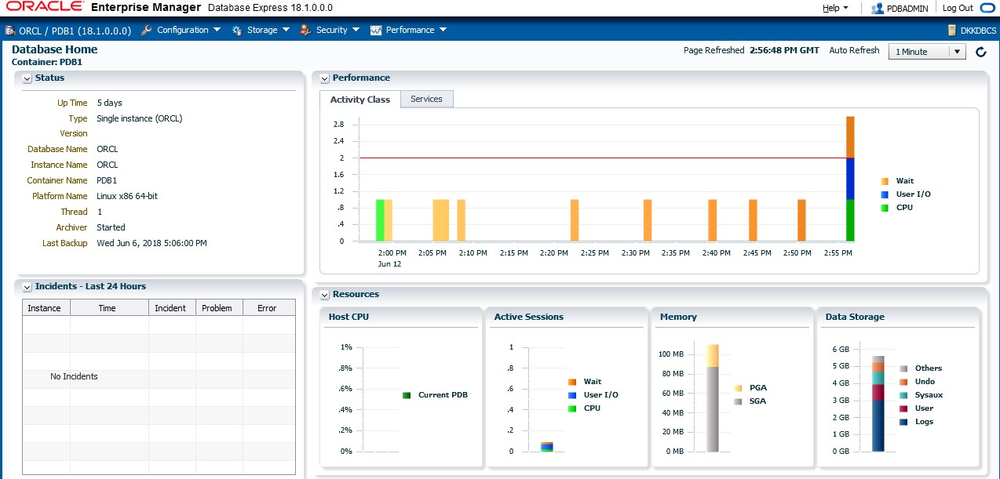 ORACLE Enterprise Manager Database Express 18.1.0.0.0
Help PDBADMIN Log Out
ORCL / PDB1 (18.1.0.0.0) Configuration Storage Security Performance DKKDBCS
Database Home
Container: PDB1
Page Refreshed 2:56:48 PM GMT Auto Refresh 1 Minute
Status
Up Time 5 days
Type Single instance (ORCL)
Version
Database Name ORCL
Instance Name ORCL
Container Name PDB1
Platform Name Linux x86 64-bit
Thread 1
Archiver Started
Last Backup Wed Jun 6, 2018 5:06:00 PM
Performance
Activity Class Services
2.8
2.4
2
1.6
1.2
.8
.4
0
2:00 PM 2:05 PM 2:10 PM 2:15 PM 2:20 PM 2:25 PM 2:30 PM 2:35 PM 2:40 PM 2:45 PM 2:50 PM 2:55 PM
Jun 12
Wait
User I/O
CPU
Incidents - Last 24 Hours
Instance Time Incident Problem Error
No Incidents
Resources
Host CPU
1%
.8%
.6%
.4%
.2%
0%
Current PDB
Active Sessions
1
.8
.6
.4
.2
0
Wait
User I/O
CPU
Memory
100 MB
80 MB
60 MB
40 MB
20 MB
0 MB
PGA
SGA
Data Storage
6 GB
5 GB
4 GB
3 GB
2 GB
1 GB
0 GB
Others
Undo
Sysaux
User
Logs